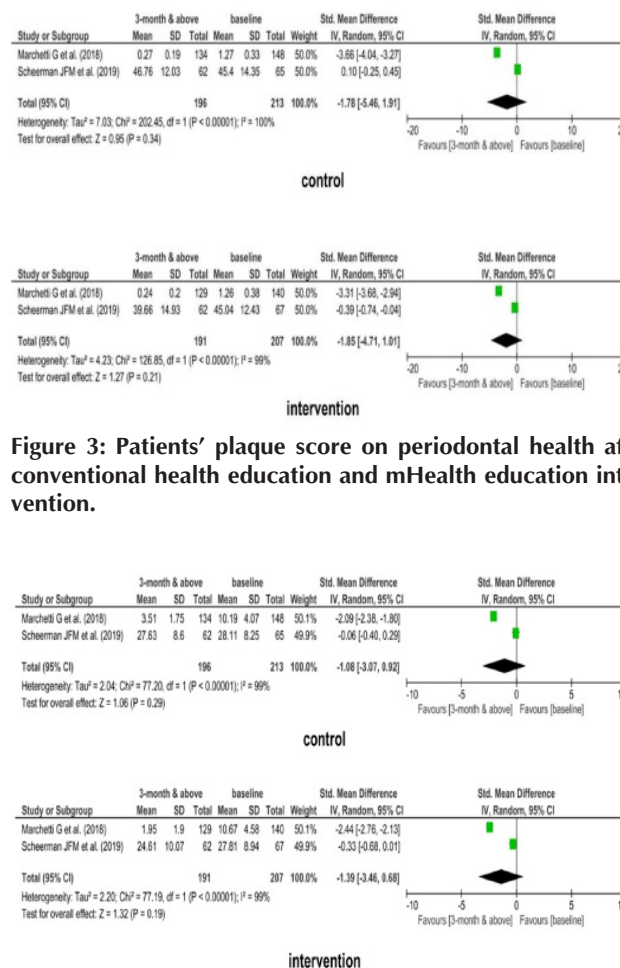 3-month & above baseline Std. Mean Difference Std. Mean Difference
Study or Subgroup Mean SD Total Mean SD Total Weight IV, Random, 95% CI IV, Random, 95% CI
Marchetti G et al. (2018) 0.27 0.19 134 1.27 0.33 148 50.0% -3.66 [-4.04, -3.27]
Scheerman JFM et al. (2019) 46.76 12.03 62 45.4 14.35 65 50.0% 0.10 [-0.25, 0.45]
Total (95% CI) 196 213 100.0% -1.78 [-5.46, 1.91]
Heterogeneity: Tau² = 7.03; Chi² = 202.45, df = 1 (P < 0.00001); I² = 100%
Test for overall effect: Z = 0.95 (P = 0.34)
-20 -10 0 10 2
Favours [3-month & above] Favours [baseline]
control
3-month & above baseline Std. Mean Difference Std. Mean Difference
Study or Subgroup Mean SD Total Mean SD Total Weight IV, Random, 95% CI IV, Random, 95% CI
Marchetti G et al. (2018) 0.24 0.2 129 1.26 0.38 140 50.0% -3.31 [-3.68, -2.94]
Scheerman JFM et al. (2019) 39.66 14.93 62 45.04 12.43 67 50.0% -0.39 [-0.74, -0.04]
Total (95% CI) 191 207 100.0% -1.85 [-4.71, 1.01]
Heterogeneity: Tau² = 4.23; Chi² = 126.85, df = 1 (P < 0.00001); I² = 99%
Test for overall effect: Z = 1.27 (P = 0.21)
-20 -10 0 10 2
Favours [3-month & above] Favours [baseline]
intervention
Figure 3: Patients' plaque score on periodontal health af
conventional health education and mHealth education int
vention.
3-month & above baseline Std. Mean Difference Std. Mean Difference
Study or Subgroup Mean SD Total Mean SD Total Weight IV, Random, 95% CI IV, Random, 95% CI
Marchetti G et al. (2018) 3.51 1.75 134 10.19 4.07 148 50.1% -2.09 [-2.38, -1.80]
Scheerman JFM et al. (2019) 27.63 8.6 62 28.11 8.25 65 49.9% -0.06 [-0.40, 0.29]
Total (95% CI) 196 213 100.0% -1.08 [-3.07, 0.92]
Heterogeneity: Tau² = 2.04; Chi² = 77.20, df = 1 (P < 0.00001); I² = 99%
Test for overall effect: Z = 1.06 (P = 0.29)
-10 -5 0 5 1
Favours [3-month & above] Favours [baseline]
control
3-month & above baseline Std. Mean Difference Std. Mean Difference
Study or Subgroup Mean SD Total Mean SD Total Weight IV, Random, 95% CI IV, Random, 95% CI
Marchetti G et al. (2018) 1.95 1.9 129 10.67 4.58 140 50.1% -2.44 [-2.76, -2.13]
Scheerman JFM et al. (2019) 24.61 10.07 62 27.81 8.94 67 49.9% -0.33 [-0.68, 0.01]
Total (95% CI) 191 207 100.0% -1.39 [-3.46, 0.68]
Heterogeneity: Tau² = 2.20; Chi² = 77.19, df = 1 (P < 0.00001); I² = 99%
Test for overall effect: Z = 1.32 (P = 0.19)
-10 -5 0 5 1
Favours [3-month & above] Favours [baseline]
intervention